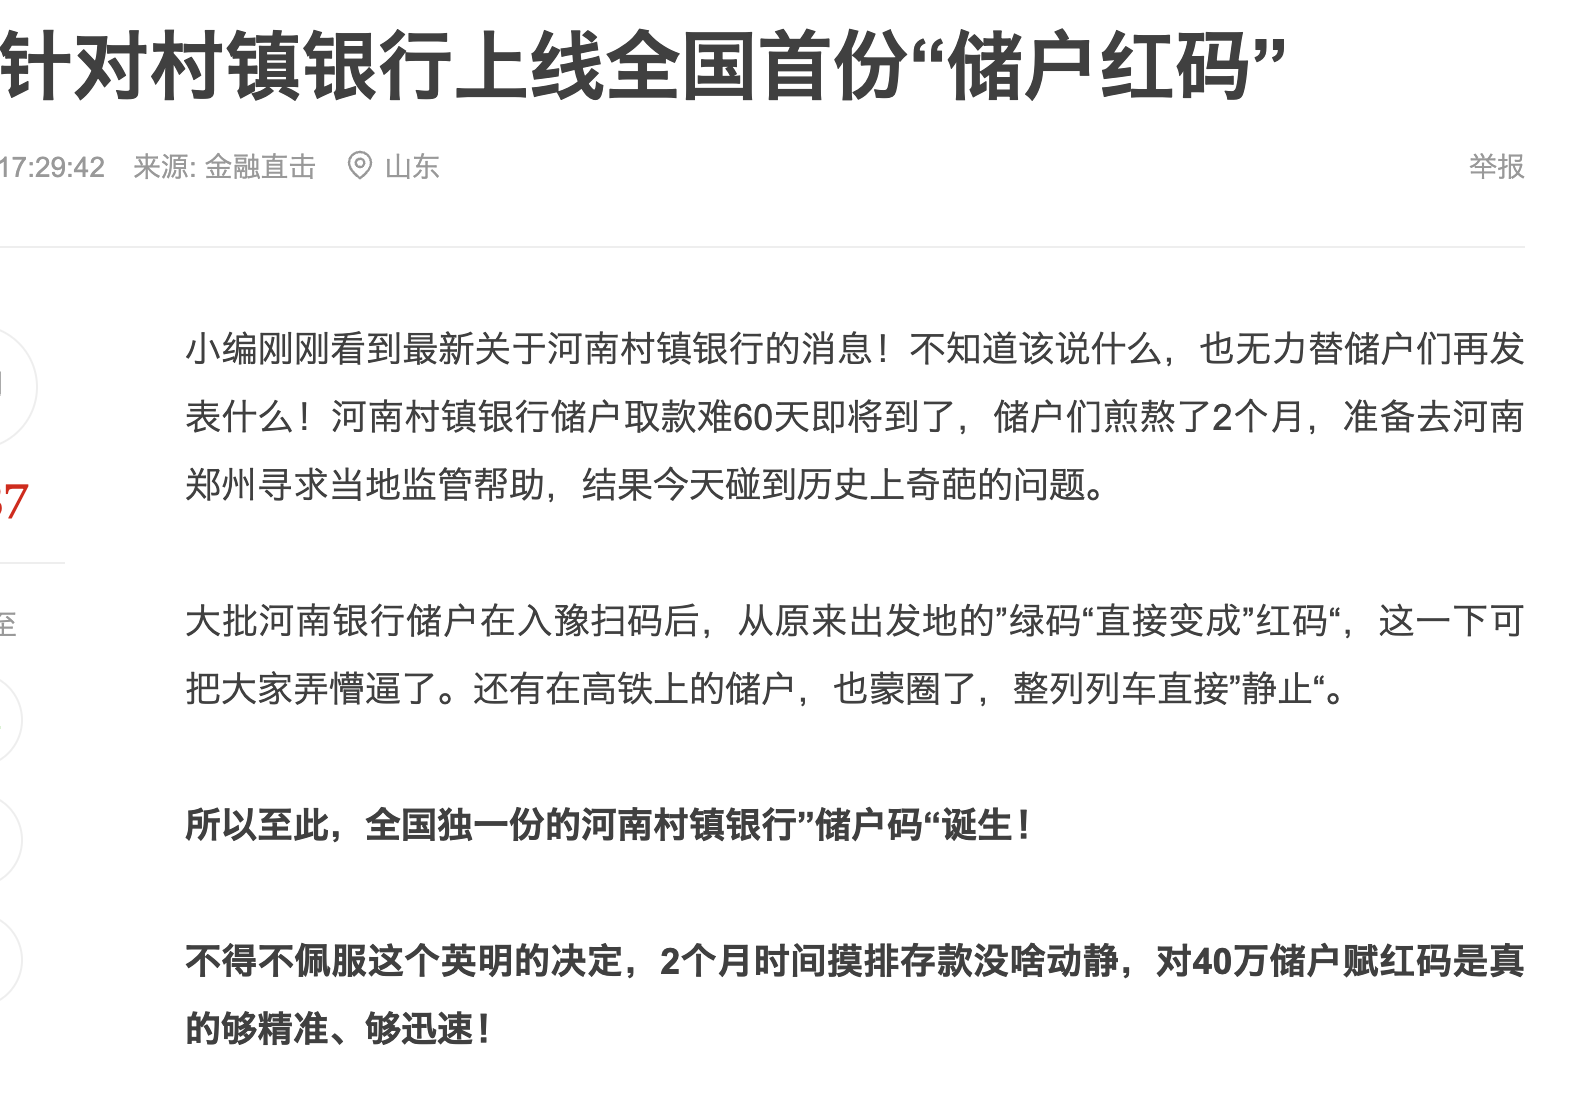 针对村镇银行上线全国首份“储户红码”
17:29:42 来源: 金融直击 山东 举报
小编刚刚看到最新关于河南村镇银行的消息！不知道该说什么，也无力替储户们再发
表什么！河南村镇银行储户取款难60天即将到了，储户们煎熬了2个月，准备去河南
郑州寻求当地监管帮助，结果今天碰到历史上奇葩的问题。
7
至
大批河南银行储户在入豫扫码后，从原来出发地的”绿码“直接变成”红码“，这一下可
把大家弄懵逼了。还有在高铁上的储户，也蒙圈了，整列列车直接”静止“。
所以至此，全国独一份的河南村镇银行”储户码“诞生！
不得不佩服这个英明的决定，2个月时间摸排存款没啥动静，对40万储户赋红码是真
的够精准、够迅速！